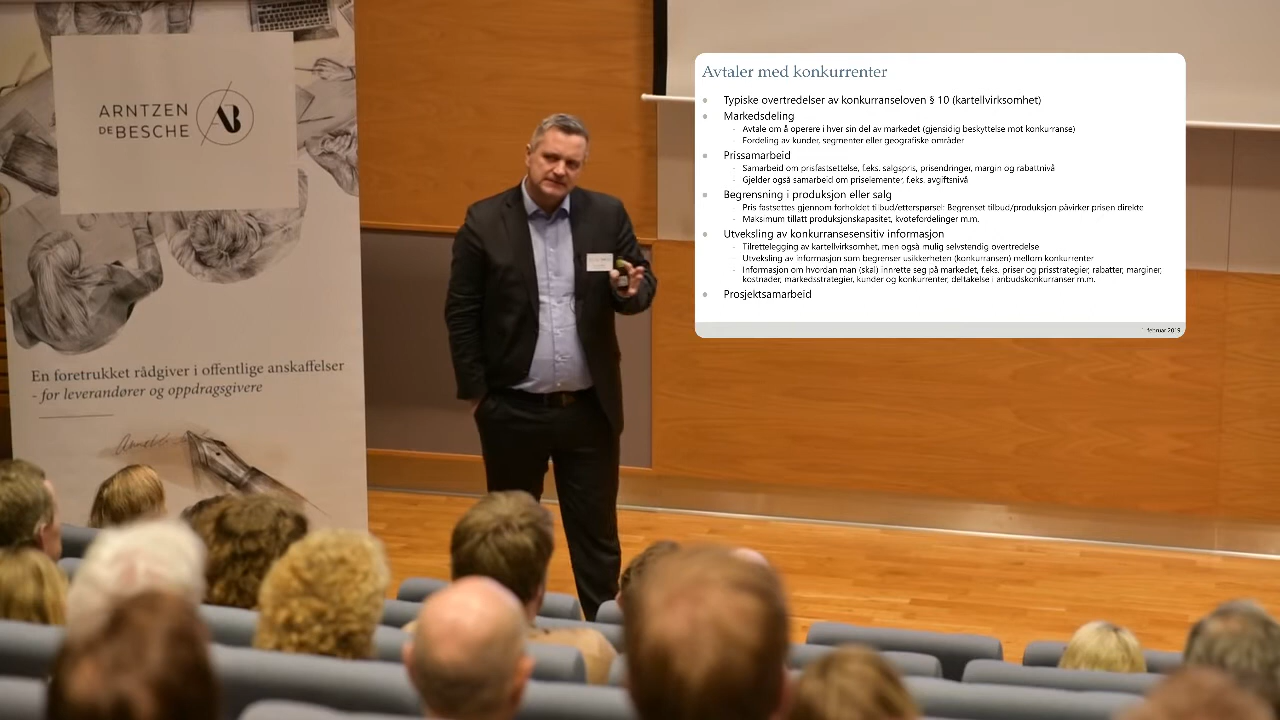 ARNTZEN
DE BESCHE
En foretrukket rådgiver i offentlige anskaffelser
- for leverandører og oppdragsgivere
Avtaler med konkurrenter
Typiske overtredelser av konkurranseloven § 10 (kartellvirksomhet)
Markedsdeling
- Avtale om å operere i hver sin del av markedet (gjensidig beskyttelse mot konkurranse)
- Fordeling av kunder, segmenter eller geografiske områder
Prissamarbeid
- Samarbeid om prisfastsettelse, f.eks. salgspris, prisendringer, margin og rabattnivå
- Gjelder også samarbeid om priselementer, f.eks. avgiftsnivå
Begrensning i produksjon eller salg
- Pris fastsettes gjennom forholdet tilbud/etterspørsel: Begrenset tilbud/produksjon påvirker prisen direkte
- Maksimum tillatt produksjonskapasitet, kvotefordelinger m.m.
Utveksling av konkurransesensitiv informasjon
- Tilrettelegging av kartellvirksomhet, men også mulig selvstendig overtredelse
- Utveksling av informasjon som begrenser usikkerheten (konkurransen) mellom konkurrenter
- Informasjon om hvordan man (skal) innrette seg på markedet, f.eks. priser og prisstrategier, rabatter, marginer,
kostnader, markedsstrategier, kunder og konkurrenter, deltakelse i anbudskonkurranser m.m.
Prosjektsamarbeid
februar 2019